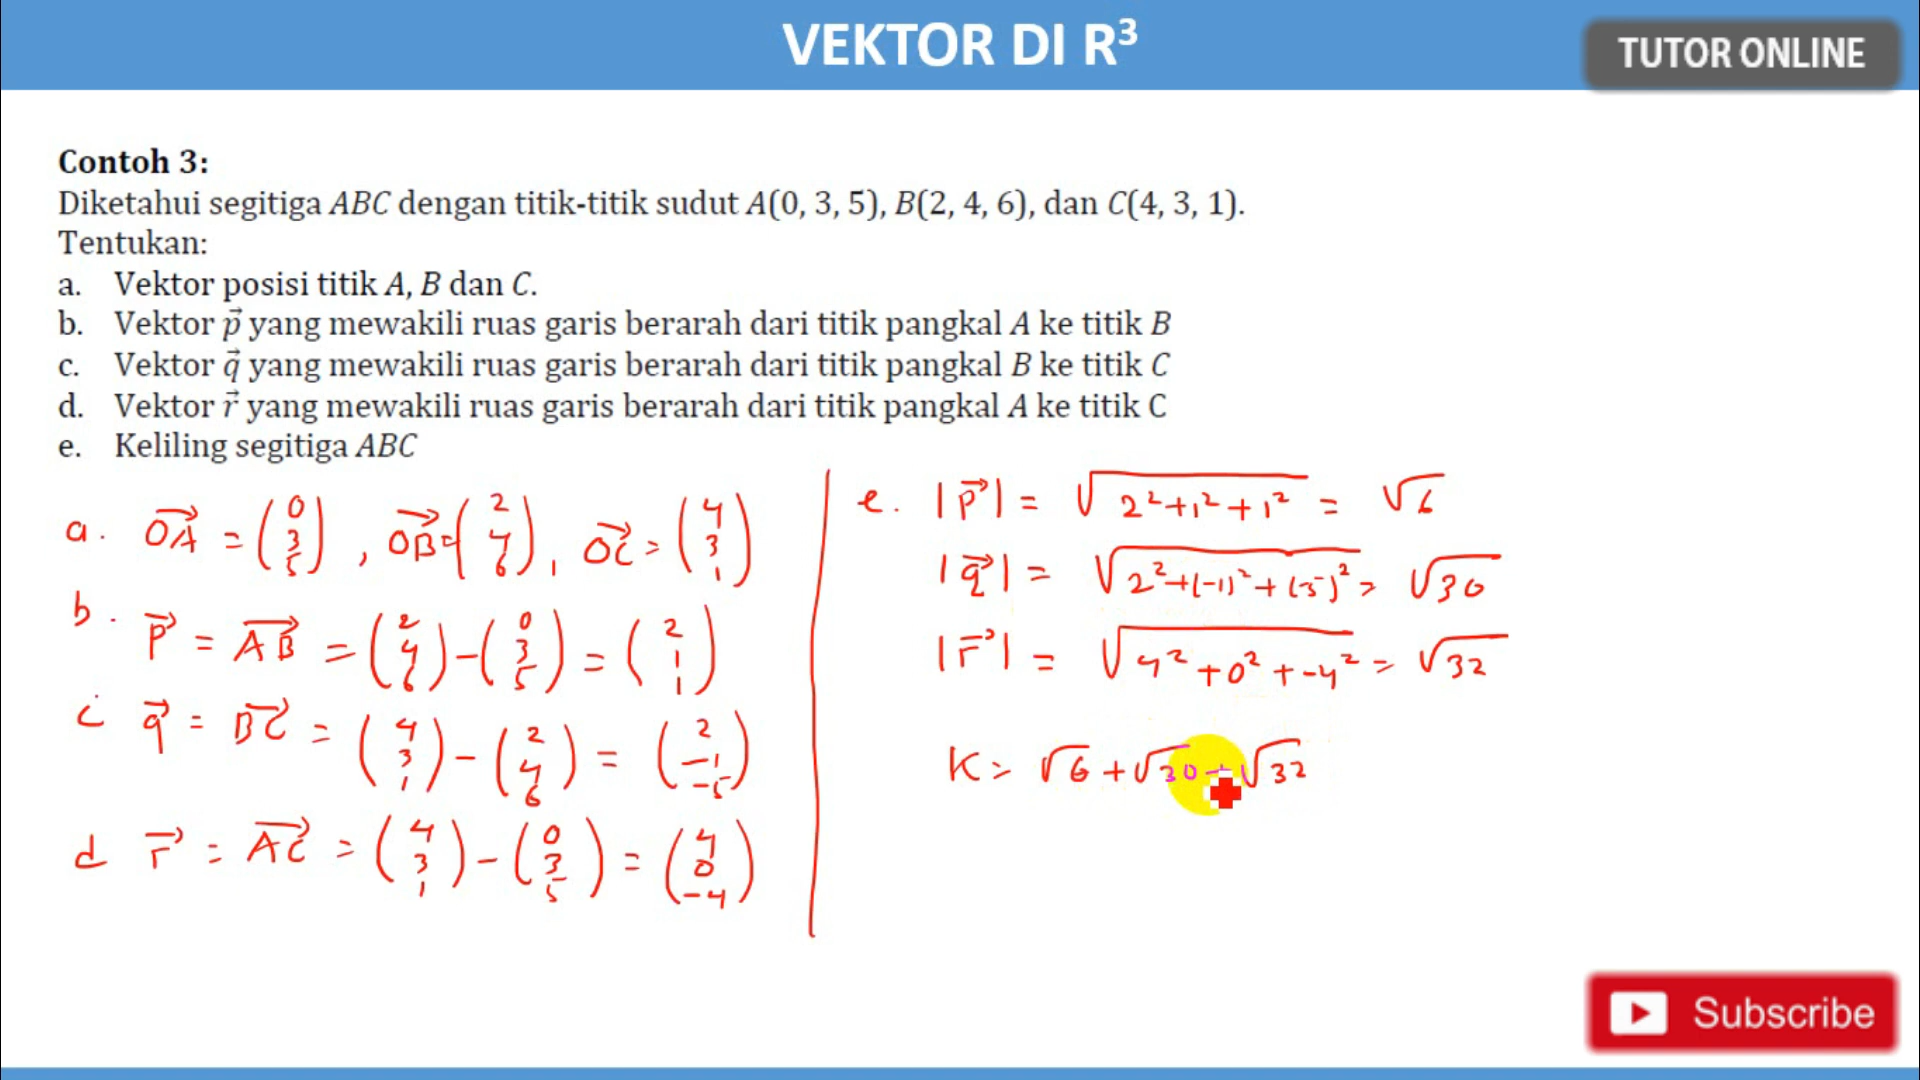 VEKTOR DI R³
TUTOR ONLINE
Contoh 3:
Diketahui segitiga ABC dengan titik-titik sudut A(0, 3, 5), B(2, 4, 6), dan C(4, 3, 1).
Tentukan:
a. Vektor posisi titik A, B dan C.
b. Vektor p⃗ yang mewakili ruas garis berarah dari titik pangkal A ke titik B
c. Vektor q⃗ yang mewakili ruas garis berarah dari titik pangkal B ke titik C
d. Vektor r⃗ yang mewakili ruas garis berarah dari titik pangkal A ke titik C
e. Keliling segitiga ABC
a. OA⃗ = (0 3 5), OB⃗ = (2 4 6), OC⃗ = (4 3 1)
b. p⃗ = AB⃗ = (2 4 6) − (0 3 5) = (2 1 1)
c q⃗ = BC⃗ = (4 3 1) − (2 4 6) = (2 −1 −5)
d r⃗ = AC⃗ = (4 3 1) − (0 3 5) = (4 0 −4)
e. |p⃗| = √(2² + 1² + 1²) = √6
|q⃗| = √(2² + (−1)² + (−5)²) = √30
|r⃗| = √(4² + 0² + −4²) = √32
K = √6 + √30 + √32
Subscribe